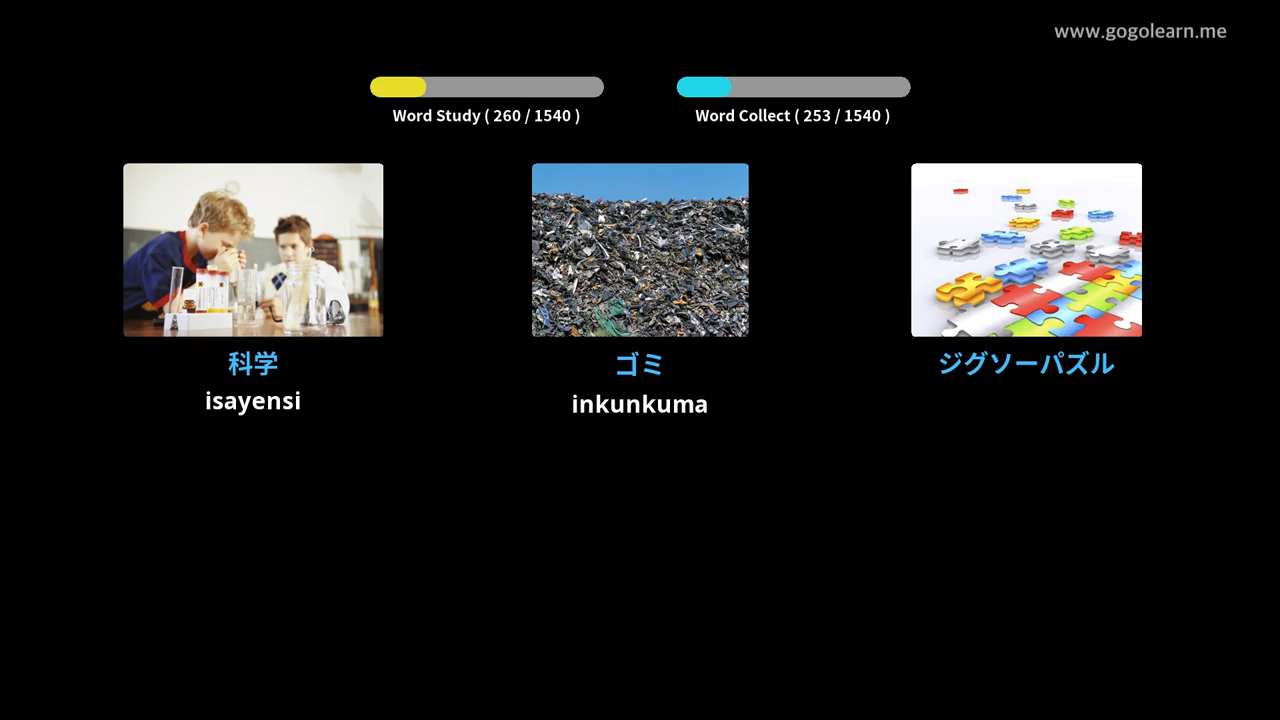 www.gogolearn.me
Word Study ( 260 / 1540 )
Word Collect ( 253 / 1540 )
科学
isayensi
ゴミ
inkunkuma
ジグソーパズル